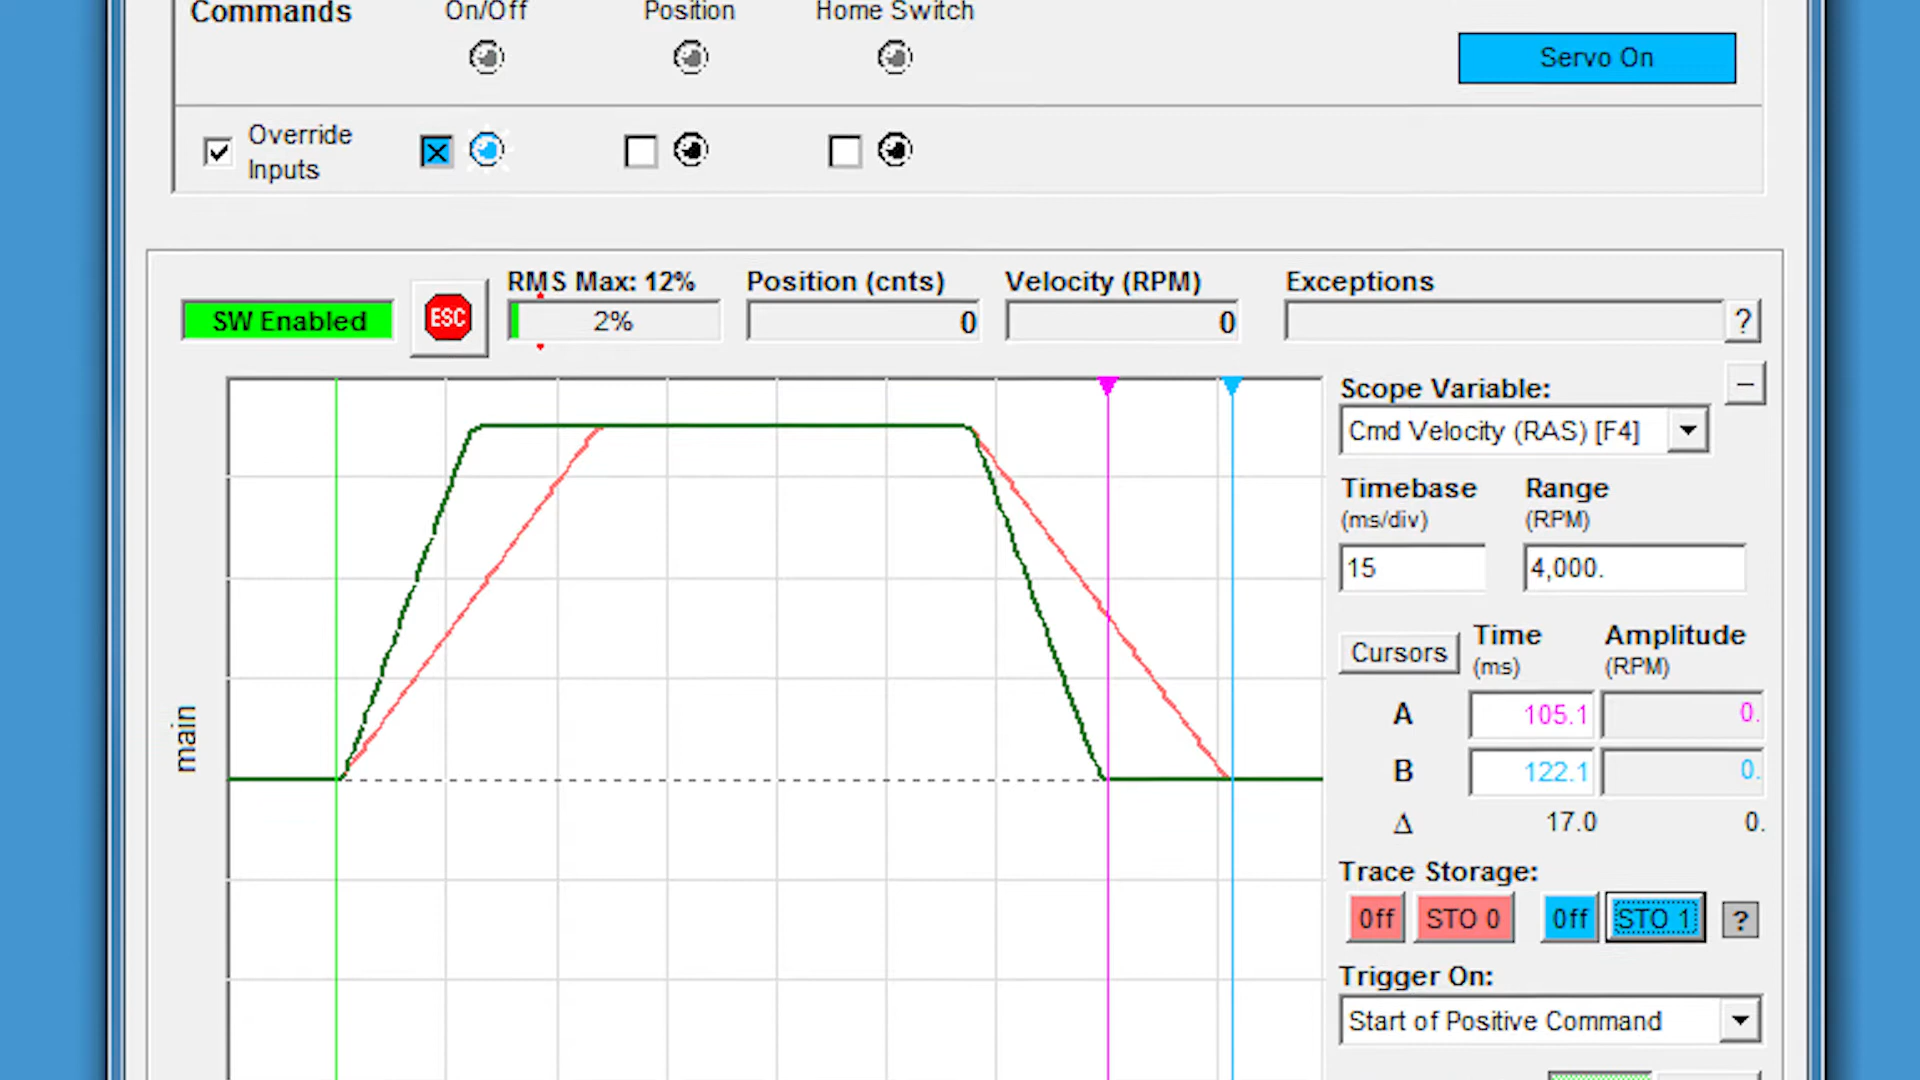 Commands
On/Off
Position
Home Switch
Servo On
Override
Inputs
SW Enabled
ESC
RMS Max: 12%
2%
Position (cnts)
0
Velocity (RPM)
0
Exceptions
?
Scope Variable:
Cmd Velocity (RAS) [F4]
Timebase
(ms/div)
Range
(RPM)
15
4,000.
Cursors
Time
(ms)
Amplitude
(RPM)
A
105.1
0.
B
122.1
0.
Δ
17.0
0.
main
Trace Storage:
Off
STO 0
Off
STO 1
?
Trigger On:
Start of Positive Command